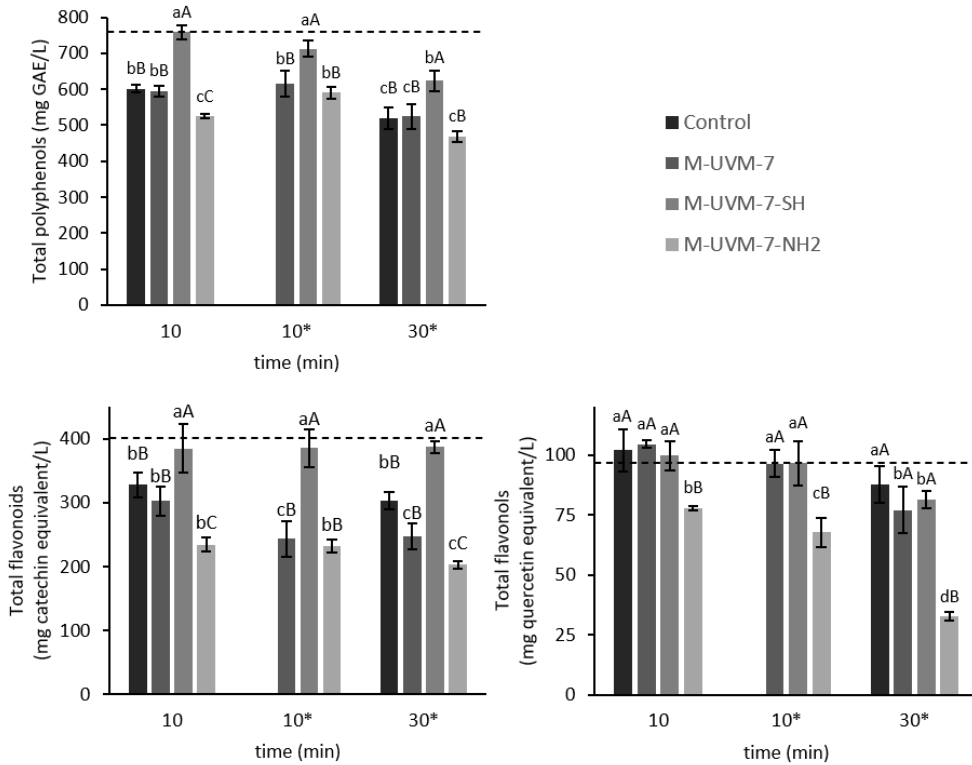 Total polyphenols (mg GAE/L)
800
700
600
500
400
300
200
100
0
aA
bB bB
cC
aA
bB
bB
bA
cB cB
cB
10 10* 30*
time (min)
Control
M-UVM-7
M-UVM-7-SH
M-UVM-7-NH2
Total flavonoids
(mg catechin equivalent/L)
400
300
200
100
0
aA
bB
bB
bC
aA
cB bB
aA
bB
cB
cC
10 10* 30*
time (min)
Total flavonols
(mg quercetin equivalent/L)
100
75
50
25
0
aA aA aA
bB
aA aA
cB
aA
bA bA
dB
10 10* 30*
time (min)